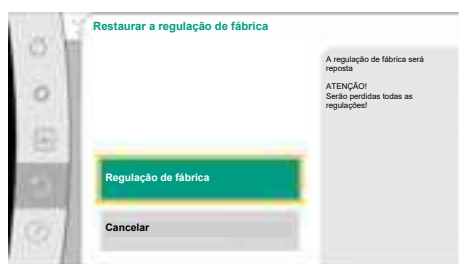 Restaurar a regulação de fábrica
A regulação de fábrica será
reposta
ATENÇÃO!
Serão perdidas todas as
regulações!
Regulação de fábrica
Cancelar